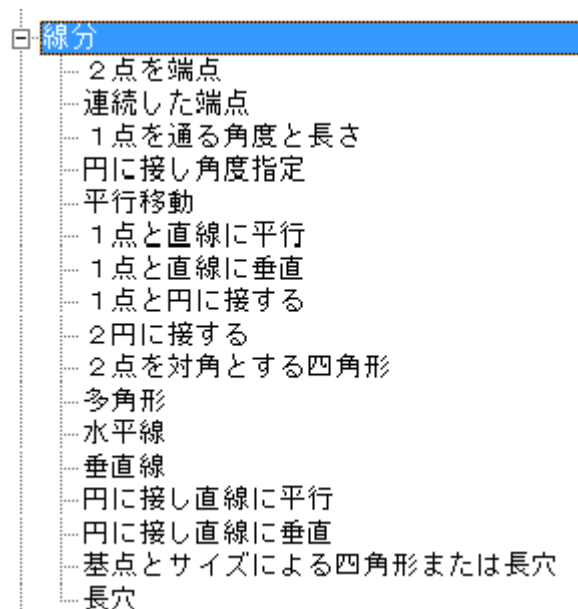 線分
２点を端点
連続した端点
１点を通る角度と長さ
円に接し角度指定
平行移動
１点と直線に平行
１点と直線に垂直
１点と円に接する
２円に接する
２点を対角とする四角形
多角形
水平線
垂直線
円に接し直線に平行
円に接し直線に垂直
基点とサイズによる四角形または長穴
長穴